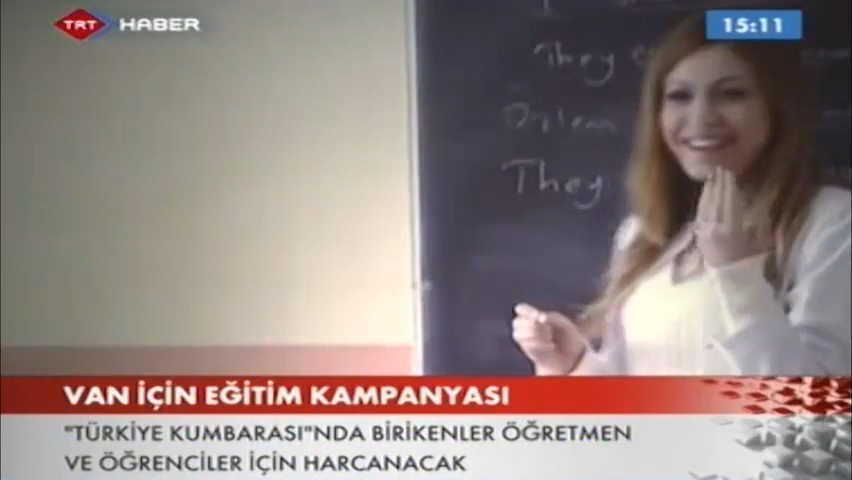 TRT HABER
15:11
They
They
VAN İÇİN EĞİTİM KAMPANYASI
"TÜRKİYE KUMBARASI"NDA BİRİKENLER ÖĞRETMEN
VE ÖĞRENCİLER İÇİN HARCANACAK